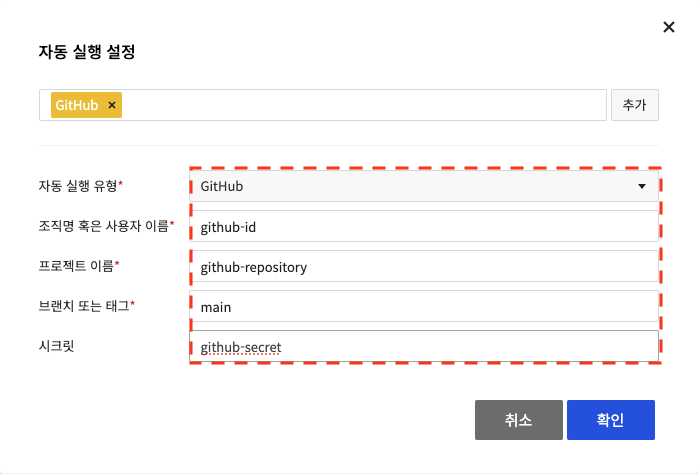 자동 실행 설정
GitHub × 추가
자동 실행 유형* GitHub
조직명 혹은 사용자 이름* github-id
프로젝트 이름* github-repository
브랜치 또는 태그* main
시크릿 github-secret
취소 확인